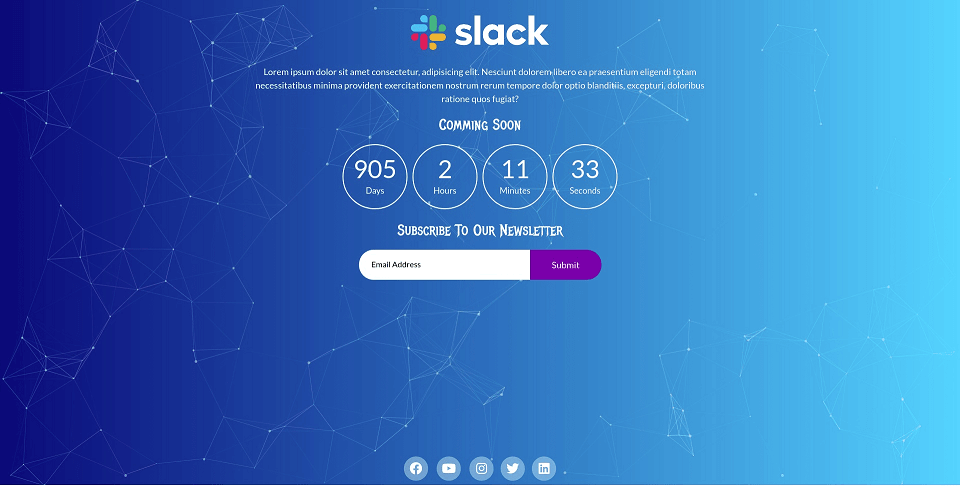 slack
Lorem ipsum dolor sit amet consectetur, adipisicing elit. Nesciunt dolorem libero ea praesentium eligendi totam
necessitatibus minima provident exercitationem nostrum rerum tempore dolor optio blanditiis, excepturi, doloribus
ratione quos fugiat?
Comming Soon
905 2 11 33
Days Hours Minutes Seconds
Subscribe To Our Newsletter
Email Address Submit